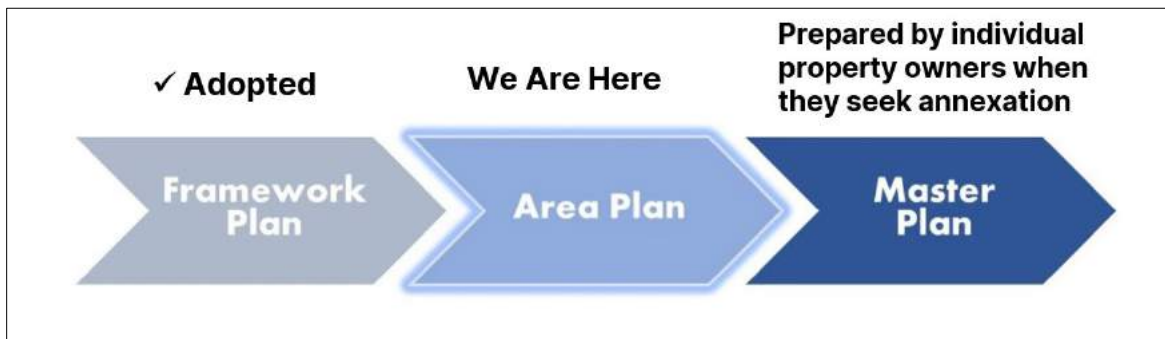 ✓ Adopted
We Are Here
Prepared by individual
property owners when
they seek annexation
Framework
Plan
Area Plan
Master
Plan